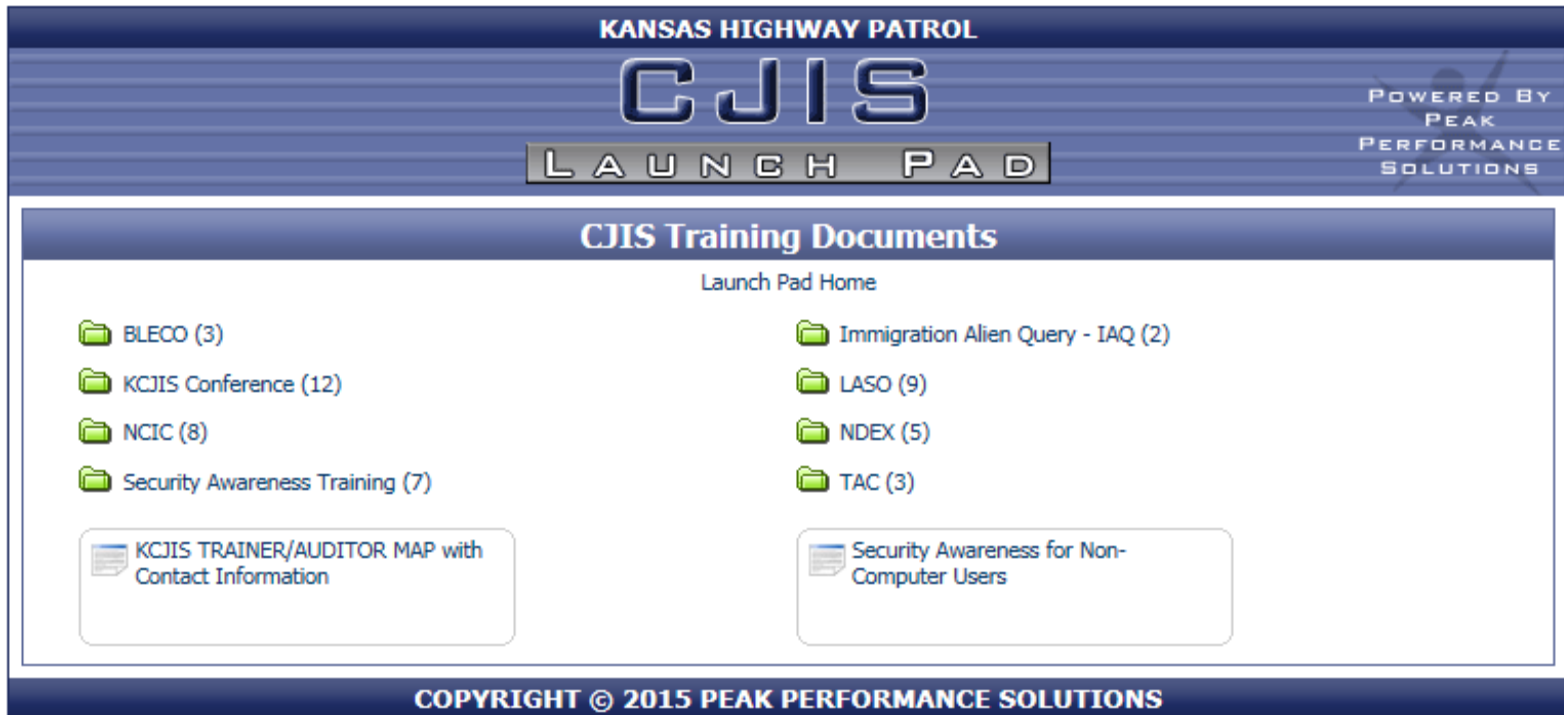 KANSAS HIGHWAY PATROL
CJIS
LAUNCH PAD
POWERED BY
PEAK
PERFORMANCE
SOLUTIONS
CJIS Training Documents
Launch Pad Home
BLECO (3)
Immigration Alien Query - IAQ (2)
KCJIS Conference (12)
LASO (9)
NCIC (8)
NDEX (5)
Security Awareness Training (7)
TAC (3)
KCJIS TRAINER/AUDITOR MAP with
Contact Information
Security Awareness for Non-
Computer Users
COPYRIGHT © 2015 PEAK PERFORMANCE SOLUTIONS